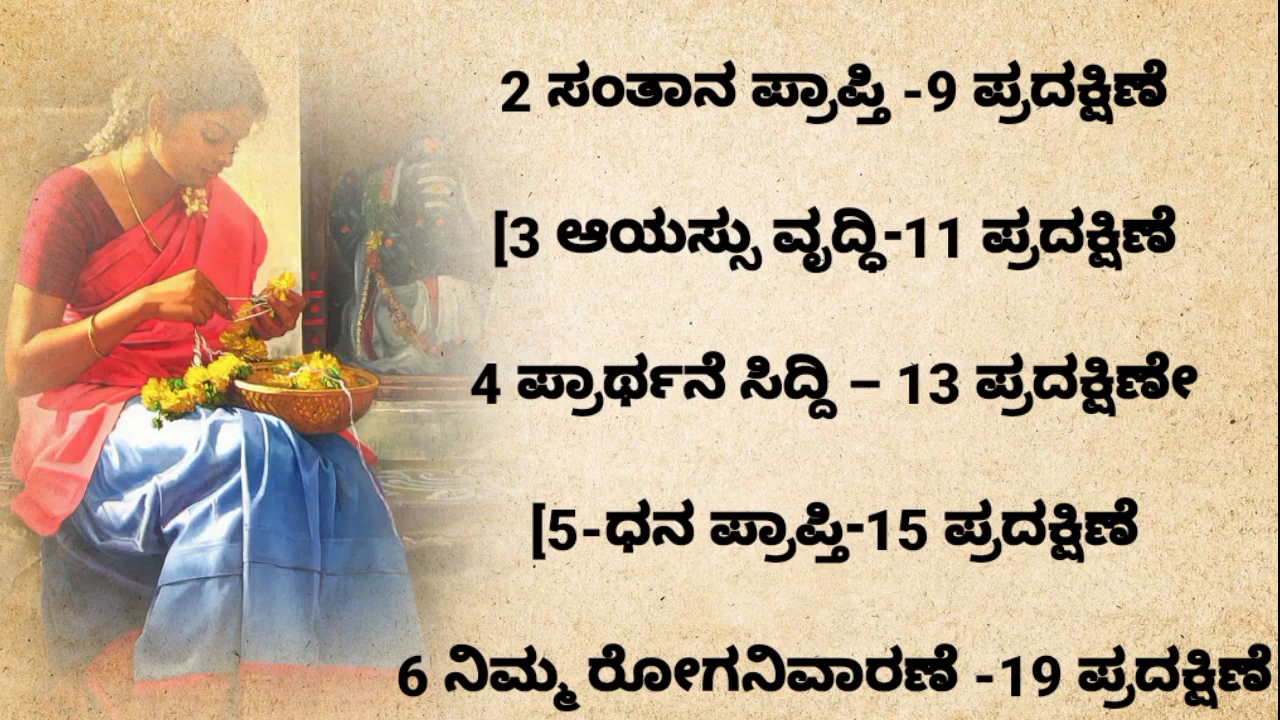 2 ಸಂತಾನ ಪ್ರಾಪ್ತಿ -9 ಪ್ರದಕ್ಷಿಣೆ
[3 ಆಯಸ್ಸು ವೃದ್ಧಿ-11 ಪ್ರದಕ್ಷಿಣೆ
4 ಪ್ರಾರ್ಥನೆ ಸಿದ್ದಿ – 13 ಪ್ರದಕ್ಷಿಣೇ
[5-ಧನ ಪ್ರಾಪ್ತಿ-15 ಪ್ರದಕ್ಷಿಣೆ
6 ನಿಮ್ಮ ರೋಗನಿವಾರಣೆ -19 ಪ್ರದಕ್ಷಿಣೆ